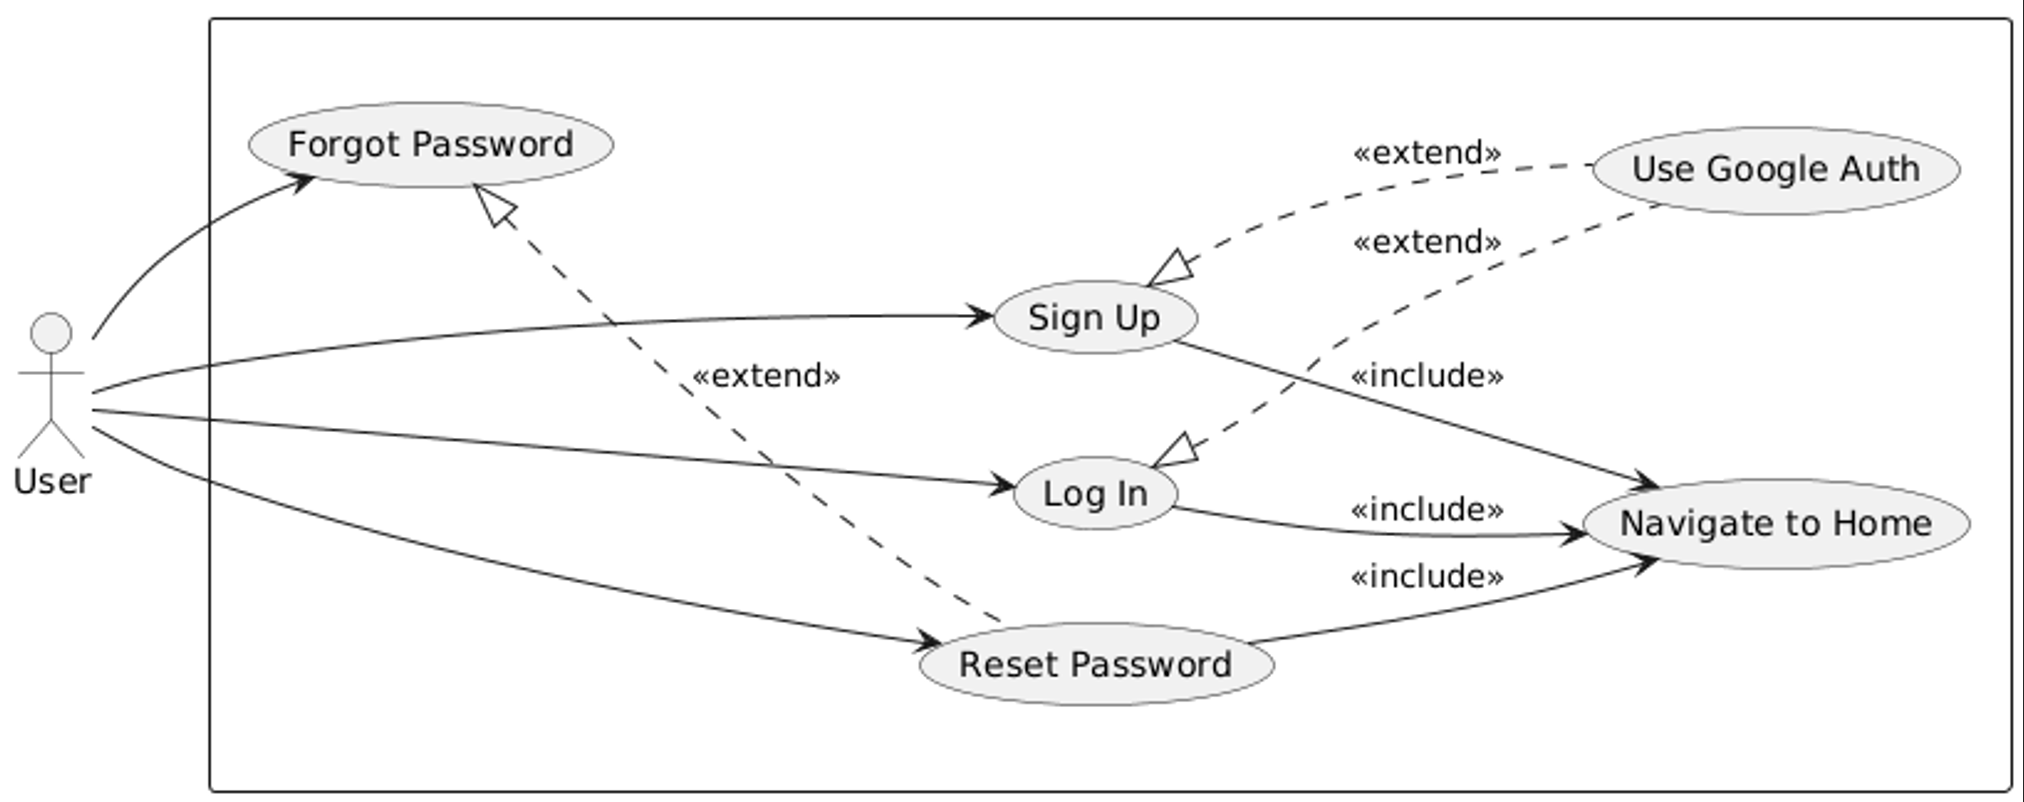 Forgot Password
«extend»
Use Google Auth
«extend»
Sign Up
«extend»
«include»
User
Log In
«include»
Navigate to Home
«include»
Reset Password